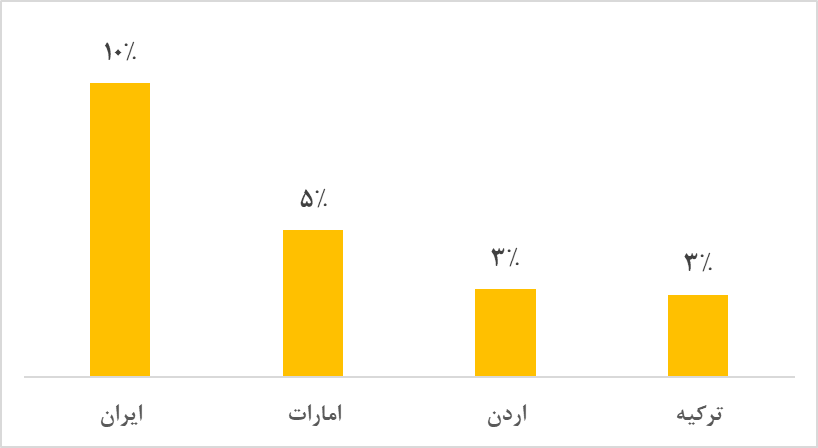 ۱۰٪
۵٪
۳٪
۳٪
ایران
امارات
اردن
ترکیه